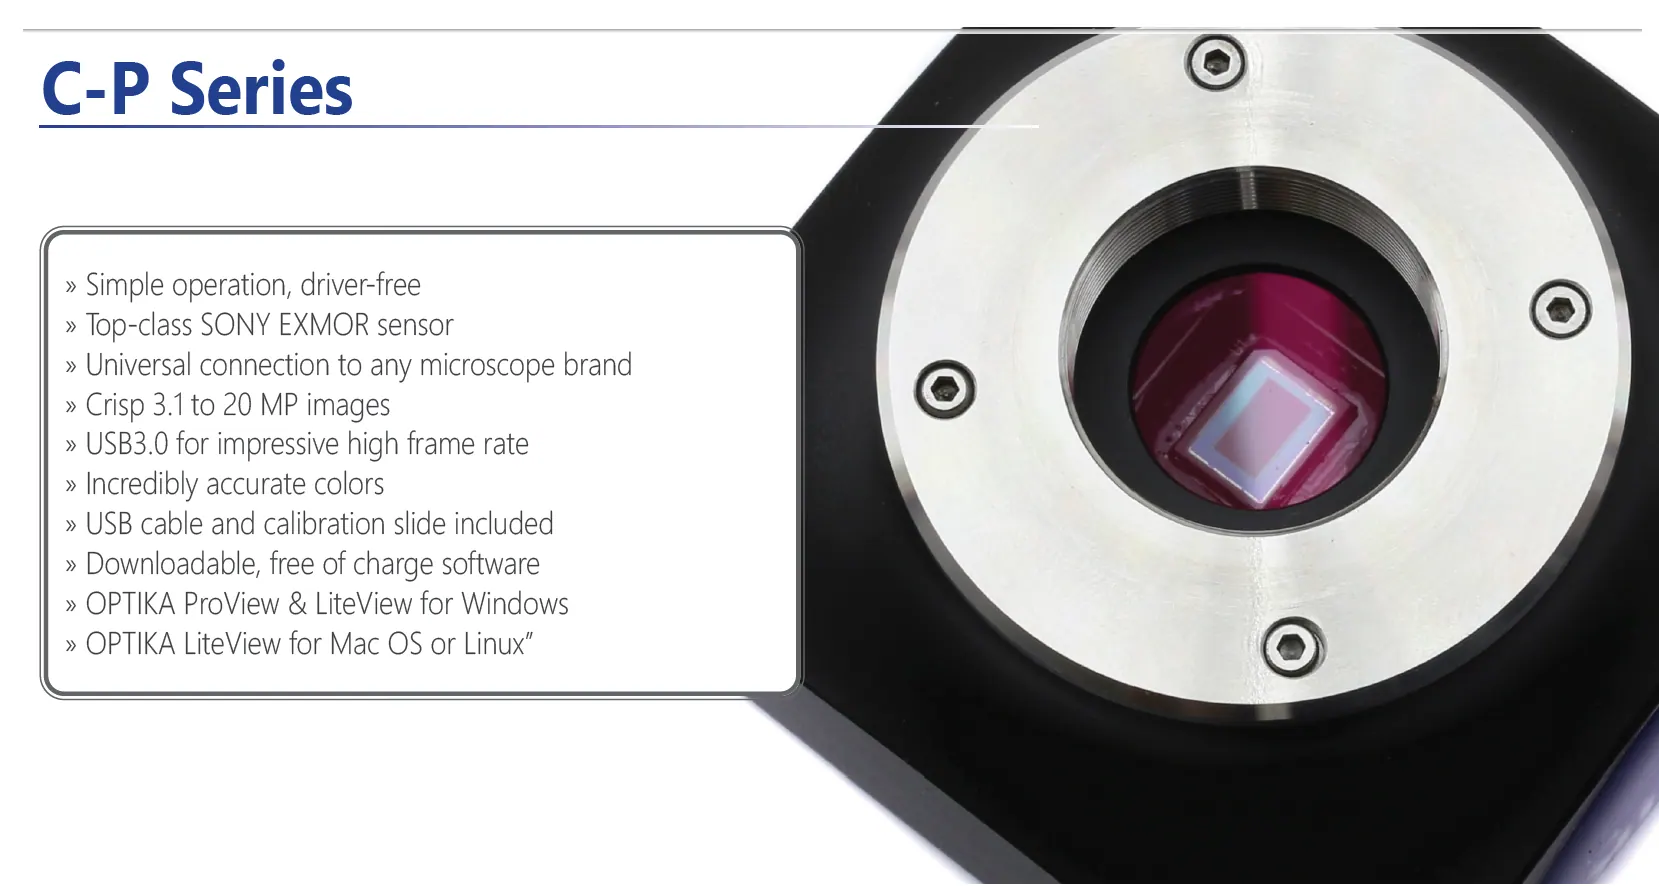 C-P Series
» Simple operation, driver-free
» Top-class SONY EXMOR sensor
» Universal connection to any microscope brand
» Crisp 3.1 to 20 MP images
» USB3.0 for impressive high frame rate
» Incredibly accurate colors
» USB cable and calibration slide included
» Downloadable, free of charge software
» OPTIKA ProView & LiteView for Windows
» OPTIKA LiteView for Mac OS or Linux”